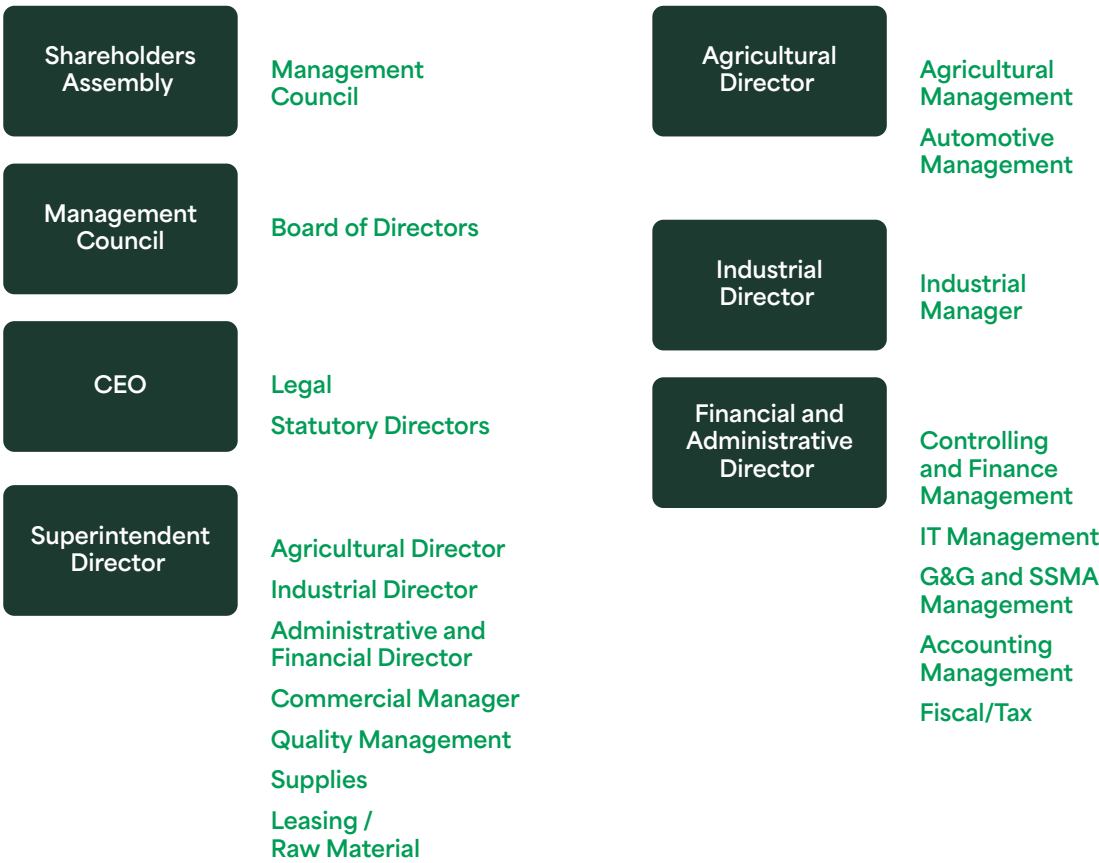 Shareholders
Assembly
Management
Council
Management
Council
Board of Directors
CEO
Legal
Statutory Directors
Superintendent
Director
Agricultural Director
Industrial Director
Administrative and
Financial Director
Commercial Manager
Quality Management
Supplies
Leasing /
Raw Material
Agricultural
Director
Agricultural
Management
Automotive
Management
Industrial
Director
Industrial
Manager
Financial and
Administrative
Director
Controlling
and Finance
Management
IT Management
G&G and SSMA
Management
Accounting
Management
Fiscal/Tax